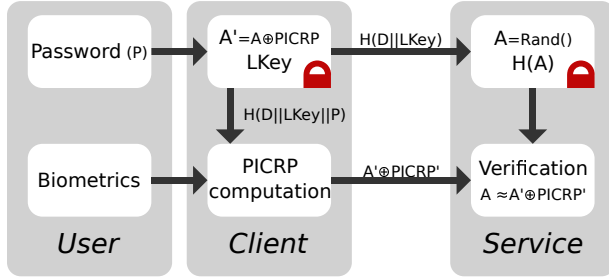 Password (P)
A'=A⊕PICRP
LKey
H(D||LKey)
A=Rand()
H(A)
H(D||LKey||P)
Biometrics
PICRP
computation
A'⊕PICRP'
Verification
A ≈A'⊕PICRP'
User
Client
Service